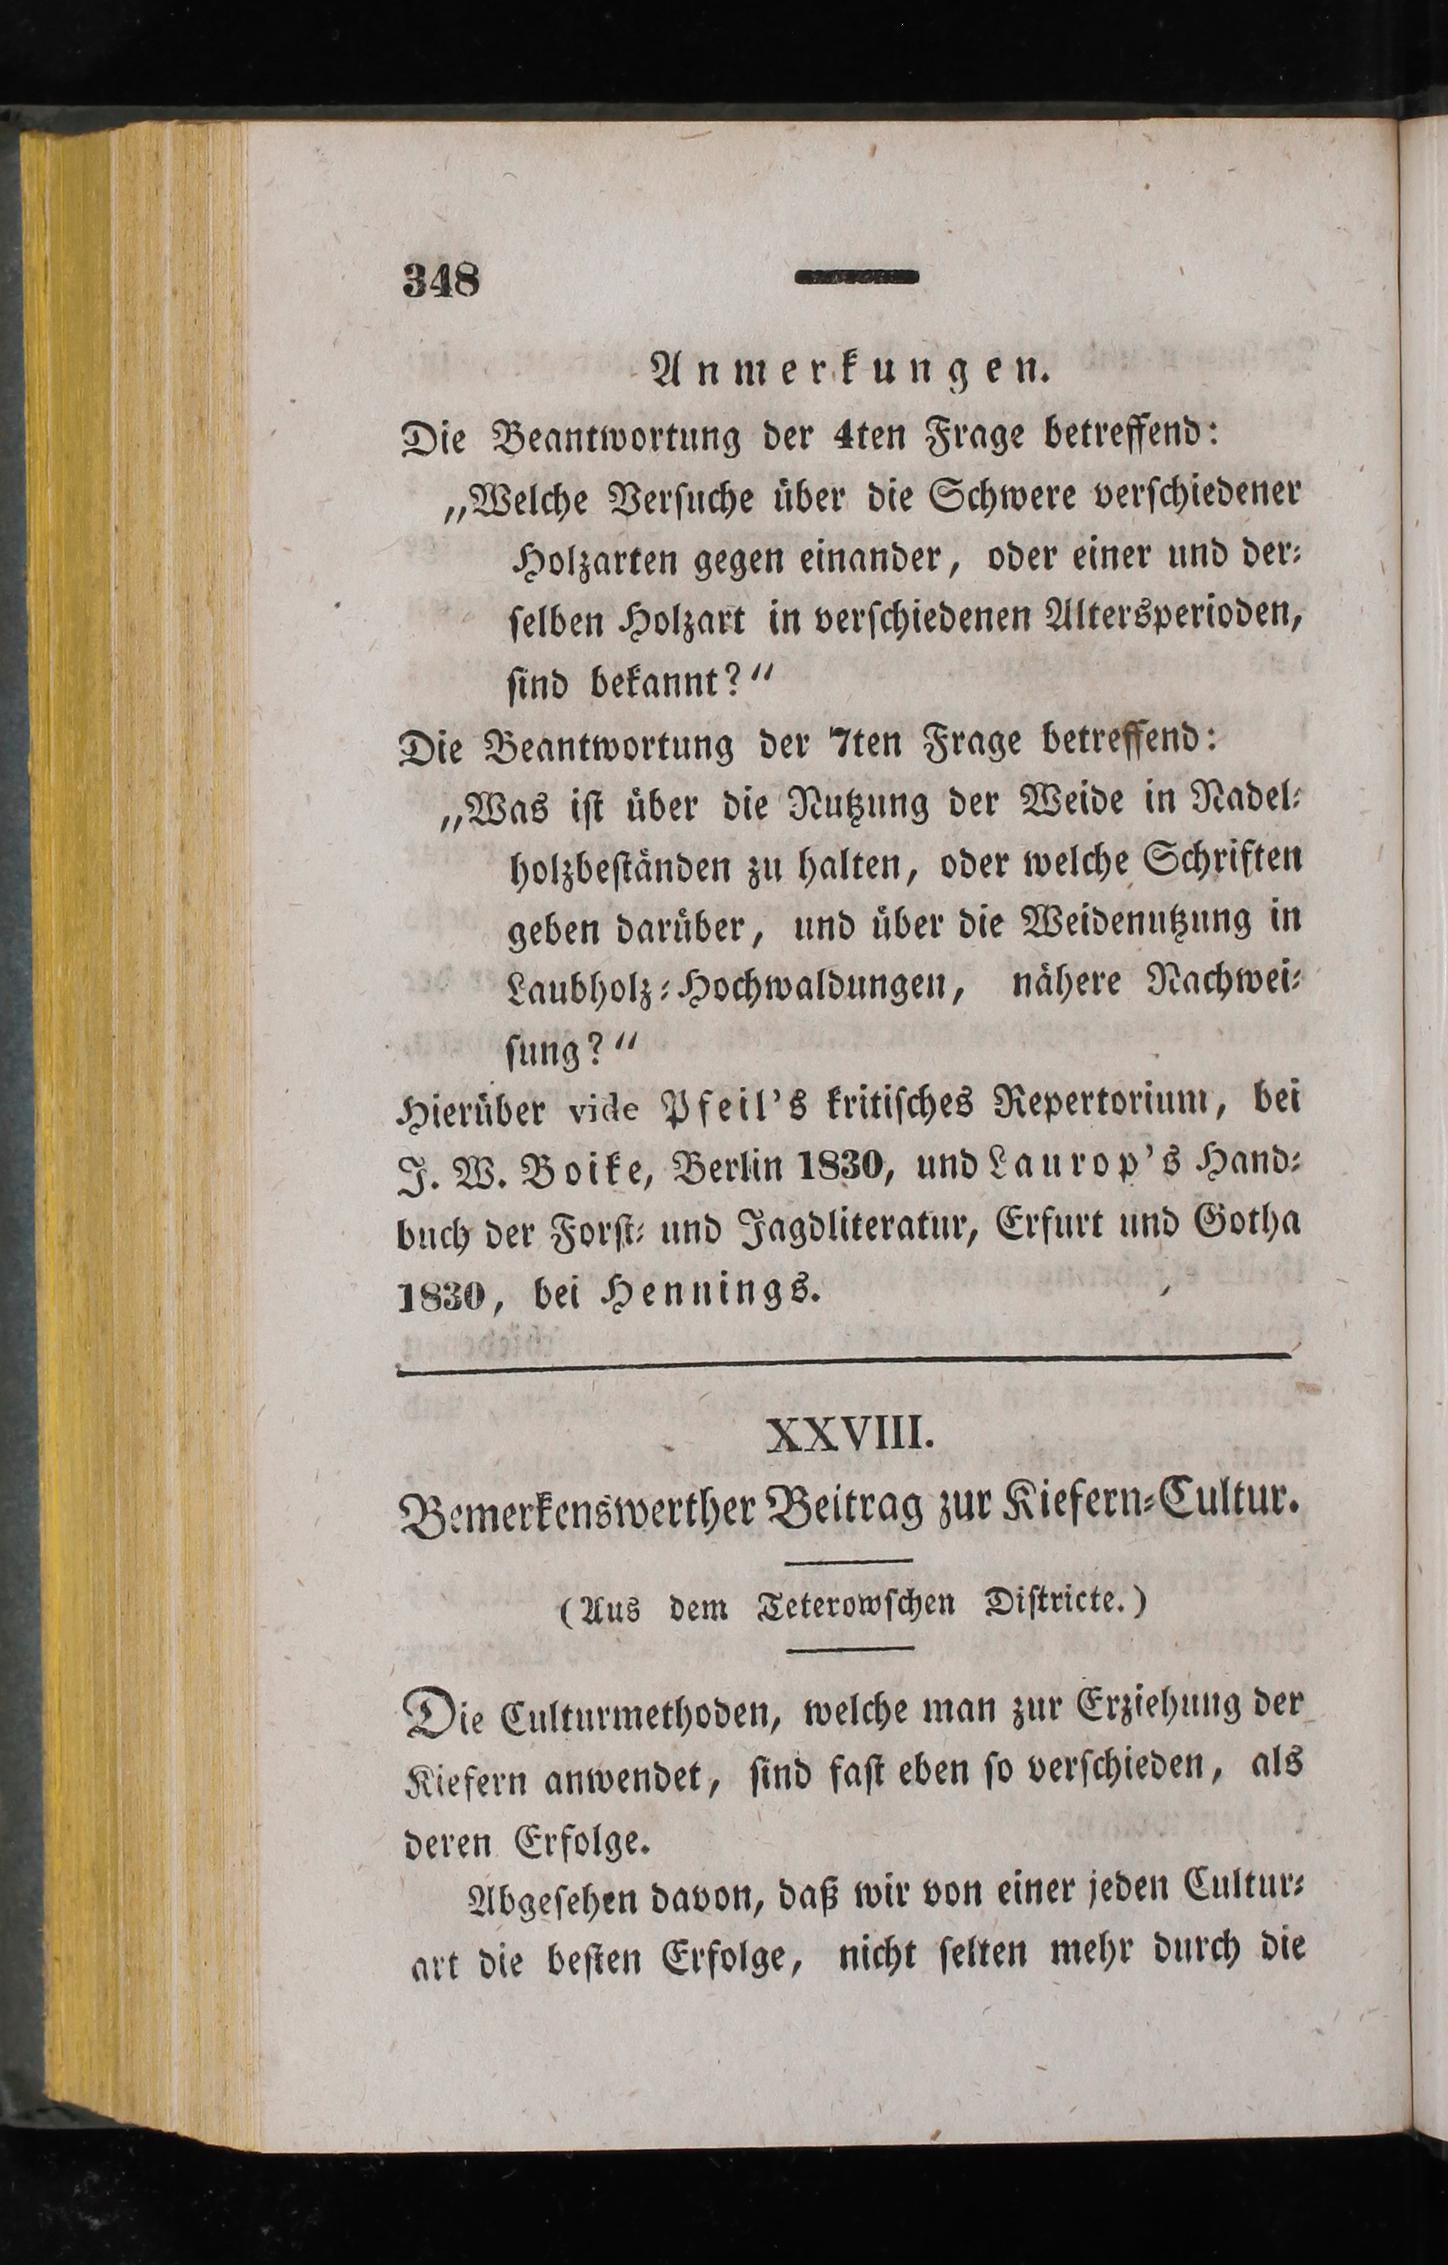 348
Anmerkungen.
Die Beantwortung der 4ten Frage betreffend:
„Welche Versuche über die Schwere verschiedener
Holzarten gegen einander, oder einer und der-
selben Holzart in verschiedenen Altersperioden,
sind bekannt?“
Die Beantwortung der 7ten Frage betreffend:
„Was ist über die Nutzung der Weide in Nadel-
holzbeständen zu halten, oder welche Schriften
geben darüber, und über die Weidenutzung in
Laubholz-Hochwaldungen, nähere Nachwei-
sung?“
Hierüber vide Pfeil's kritisches Repertorium, bei
J. W. Boike, Berlin 1830, und Laurop's Hand-
buch der Forst- und Jagdliteratur, Erfurt und Gotha
1830, bei Hennings.
XXVIII.
Bemerkenswerther Beitrag zur Kiefern-Cultur.
(Aus dem Teterowschen Districte.)
Die Culturmethoden, welche man zur Erziehung der
Kiefern anwendet, sind fast eben so verschieden, als
deren Erfolge.
Abgesehen davon, daß wir von einer jeden Cultur-
art die besten Erfolge, nicht selten mehr durch die